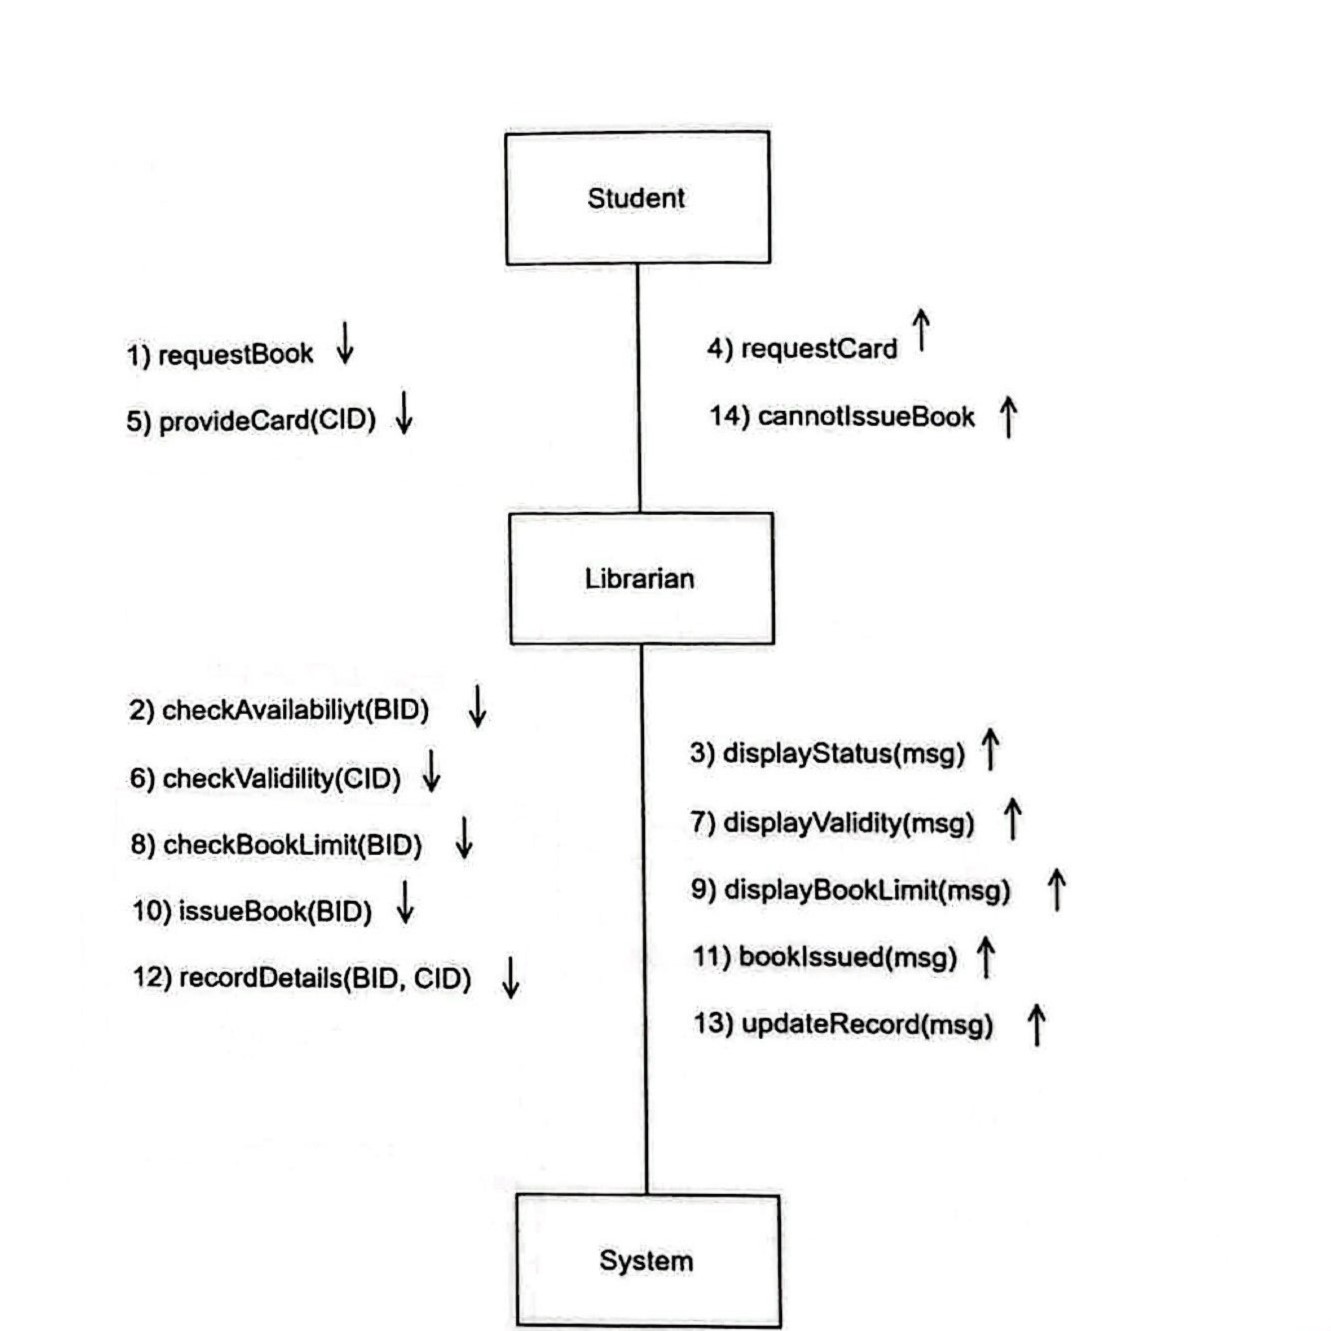 Student
1) requestBook ↓
4) requestCard ↑
5) provideCard(CID) ↓
14) cannotIssueBook ↑
Librarian
2) checkAvailabiliyt(BID) ↓
3) displayStatus(msg) ↑
6) checkValidility(CID) ↓
7) displayValidity(msg) ↑
8) checkBookLimit(BID) ↓
9) displayBookLimit(msg) ↑
10) issueBook(BID) ↓
11) bookIssued(msg) ↑
12) recordDetails(BID, CID) ↓
13) updateRecord(msg) ↑
System